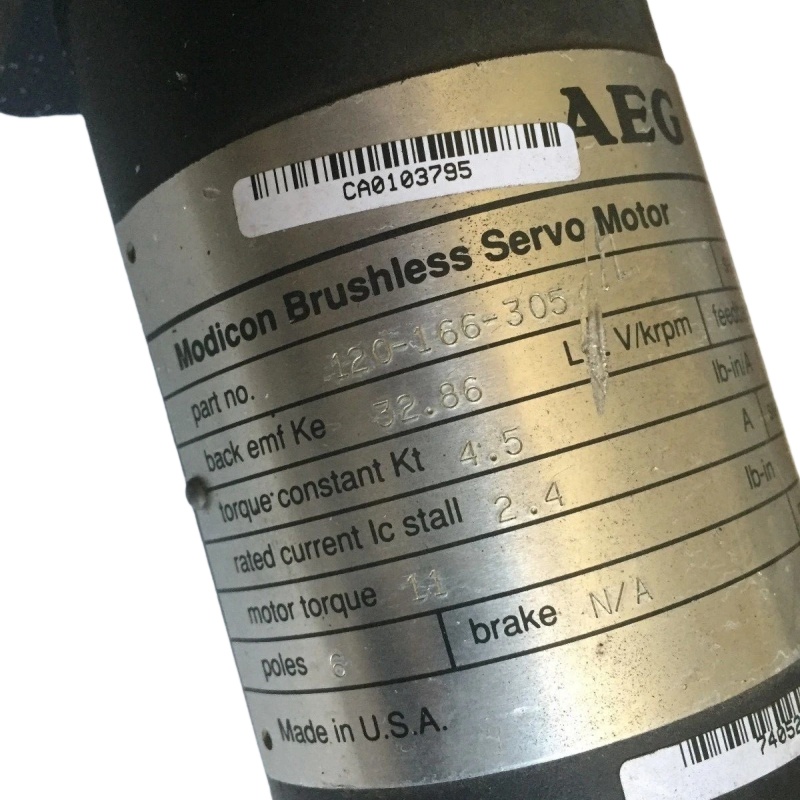 AEG
CA0103795
Modicon Brushless Servo Motor
part no. 120-166-305
back emf Ke 32.86 V/krpm
torque constant Kt 4.5 lb-in/A
rated current Ic stall 2.4 A
motor torque 11 lb-in
poles 6 brake N/A
Made in U.S.A.
7405